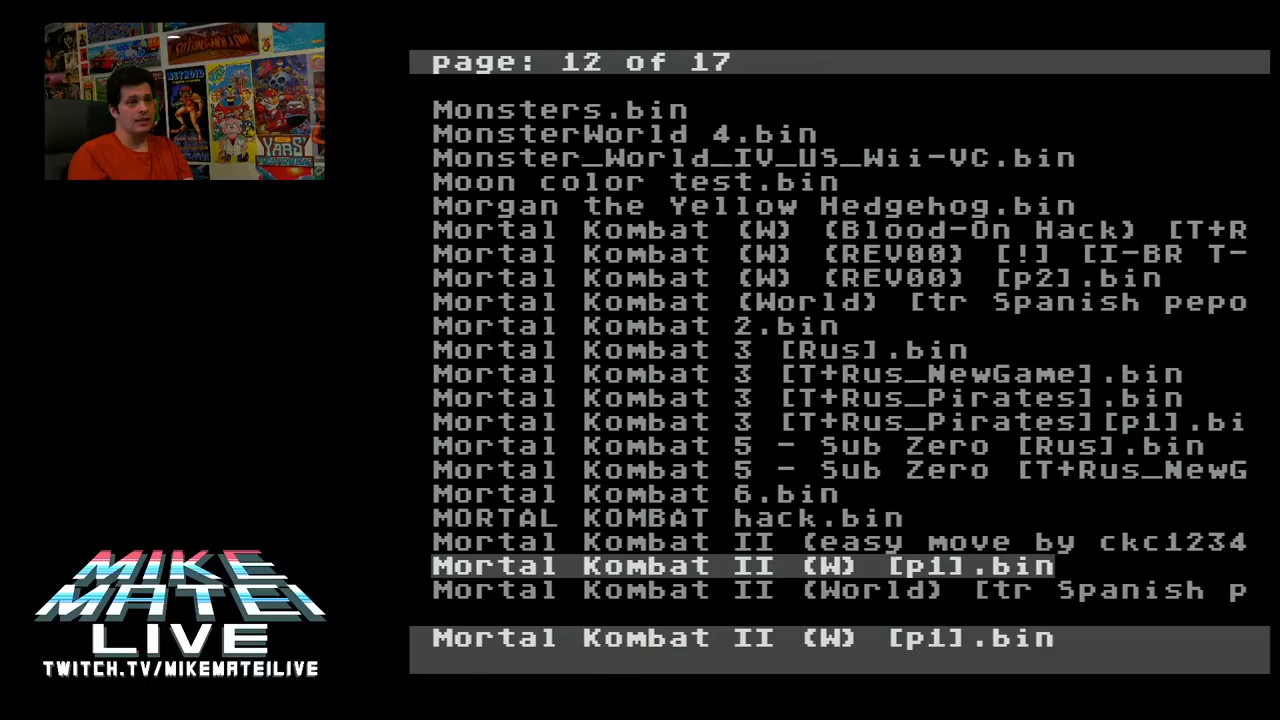 METROID
YARS'
page: 12 of 17
Monsters.bin
MonsterWorld 4.bin
Monster_World_IV_US_Wii-VC.bin
Moon color test.bin
Morgan the Yellow Hedgehog.bin
Mortal Kombat (W) (Blood-On Hack) [T+R
Mortal Kombat (W) (REV00) [!] [I-BR T-
Mortal Kombat (W) (REV00) [p2].bin
Mortal Kombat (World) [tr Spanish pepo
Mortal Kombat 2.bin
Mortal Kombat 3 [Rus].bin
Mortal Kombat 3 [T+Rus_NewGame].bin
Mortal Kombat 3 [T+Rus_Pirates].bin
Mortal Kombat 3 [T+Rus_Pirates][p1].bi
Mortal Kombat 5 - Sub Zero [Rus].bin
Mortal Kombat 5 - Sub Zero [T+Rus_NewG
Mortal Kombat 6.bin
MORTAL KOMBAT hack.bin
Mortal Kombat II (easy move by ckc1234
Mortal Kombat II (W) [p1].bin
Mortal Kombat II (World) [tr Spanish p
Mortal Kombat II (W) [p1].bin
MIKE
MATEI
LIVE
TWITCH.TV/MIKEMATEILIVE